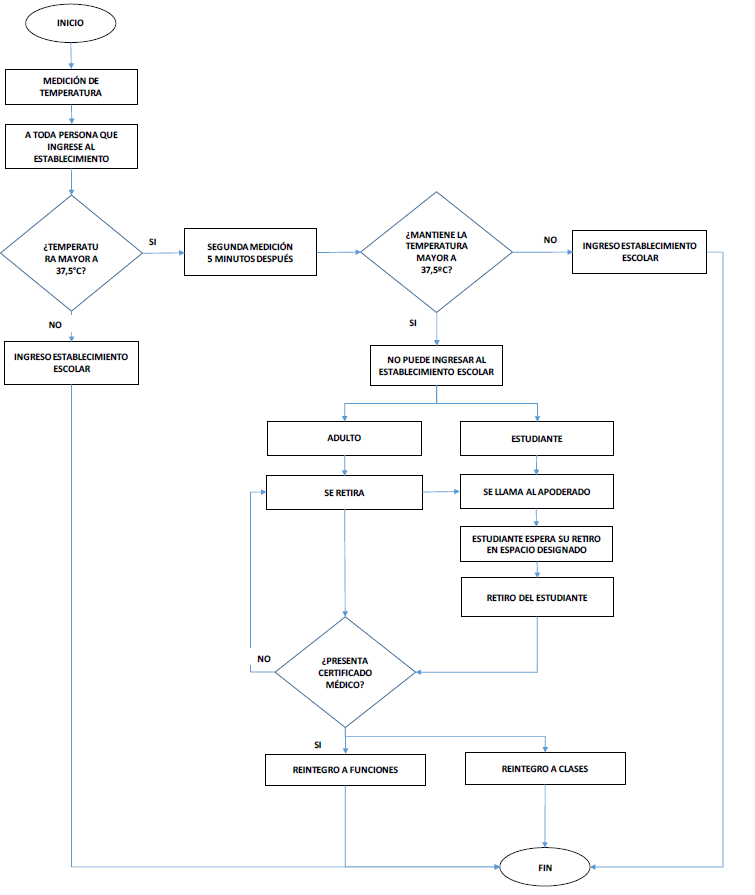 INICIO
MEDICIÓN DE
TEMPERATURA
A TODA PERSONA QUE
INGRESE AL
ESTABLECIMIENTO
¿TEMPERATU
RA MAYOR A
37,5°C?
SI
SEGUNDA MEDICIÓN
5 MINUTOS DESPUÉS
¿MANTIENE LA
TEMPERATURA
MAYOR A
37,5ºC?
NO
INGRESO ESTABLECIMIENTO
ESCOLAR
NO
INGRESO ESTABLECIMIENTO
ESCOLAR
SI
NO PUEDE INGRESAR AL
ESTABLECIMIENTO ESCOLAR
ADULTO
ESTUDIANTE
SE RETIRA
SE LLAMA AL APODERADO
ESTUDIANTE ESPERA SU RETIRO
EN ESPACIO DESIGNADO
RETIRO DEL ESTUDIANTE
NO
¿PRESENTA
CERTIFICADO
MÉDICO?
SI
REINTEGRO A FUNCIONES
REINTEGRO A CLASES
FIN